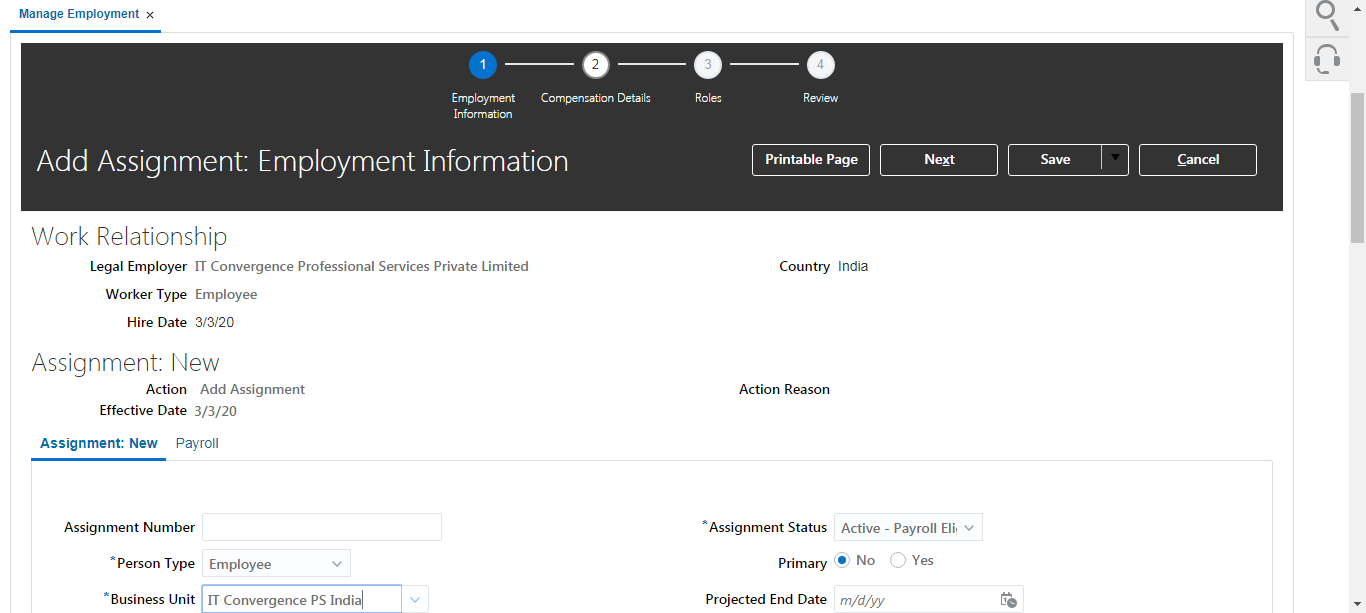 Manage Employment ×
1 2 3 4
Employment Information Compensation Details Roles Review
Add Assignment: Employment Information Printable Page Next Save Cancel
Work Relationship
Legal Employer IT Convergence Professional Services Private Limited Country India
Worker Type Employee
Hire Date 3/3/20
Assignment: New
Action Add Assignment Action Reason
Effective Date 3/3/20
Assignment: New Payroll
Assignment Number *Assignment Status Active - Payroll Eli
*Person Type Employee Primary No Yes
*Business Unit IT Convergence PS India Projected End Date m/d/yy